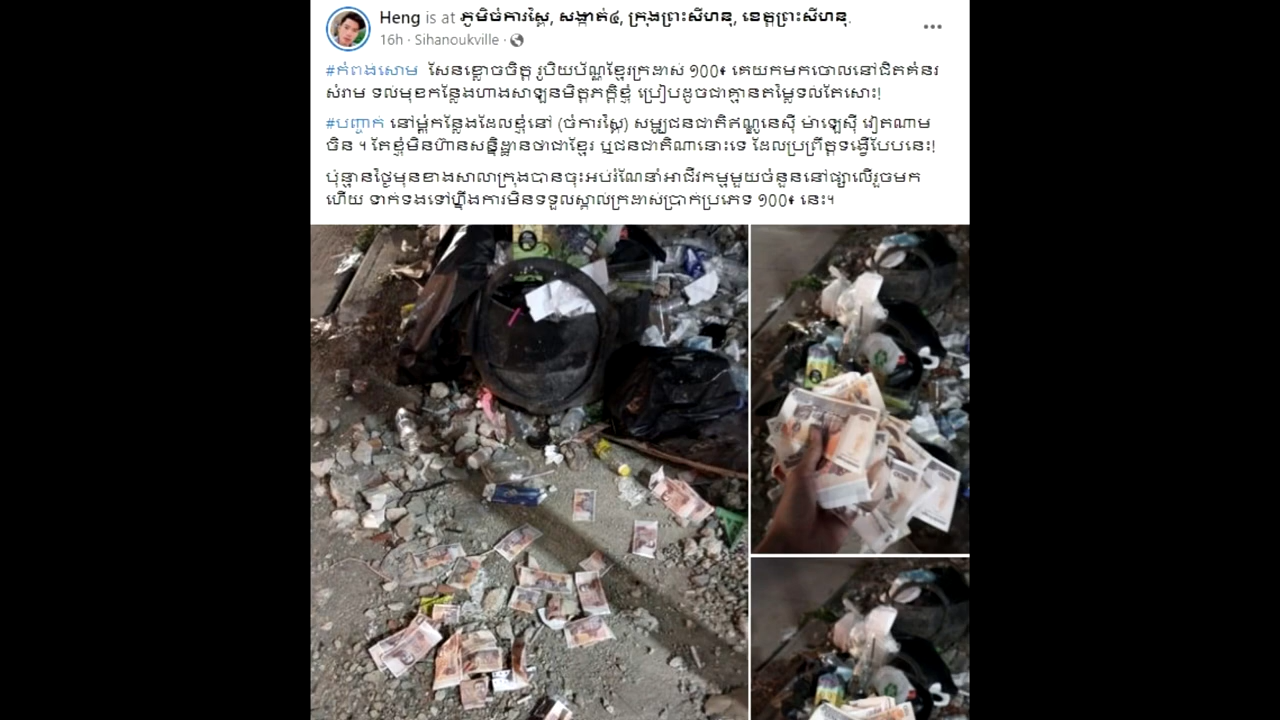 Heng is at ភូមិចំការស្ពៃ, សង្កាត់៤, ក្រុងព្រះសីហនុ, ខេត្តព្រះសីហនុ.
16h · Sihanoukville ·
#កំពង់សោម សែនខ្លោចចិត្ត រូបិយប័ណ្ណខ្មែរក្រដាស់ ១០០៛ គេយកមកចោលនៅជិតគំនរ
សំរាម ទល់មុខកន្លែងហាងសាឡនមិត្តភក្តិខ្ញុំ ប្រៀបដូចជាគ្មានតម្លៃទល់តែសោះ!
#បញ្ជាក់ នៅម្ដុំកន្លែងដែលខ្ញុំនៅ (ចំការស្ពៃ) សម្បូរជនជាតិឥណ្ឌូនេស៊ី ម៉ាឡេស៊ី វៀតណាម
ចិន ។ តែខ្ញុំមិនហ៊ានសន្និដ្ឋានថាជាខ្មែរ ឬជនជាតិណានោះទេ ដែលប្រព្រឹត្តទង្វើបែបនេះ!
ប៉ុន្មានថ្ងៃមុនខាងសាលាក្រុងបានចុះអប់រំណែនាំអាជីវកម្មមួយចំនួននៅផ្សាលើរួចមក
ហើយ ទាក់ទងទៅហ្នឹងការមិនទទួលស្គាល់ក្រដាស់ប្រាក់ប្រភេទ ១០០៛ នេះ។